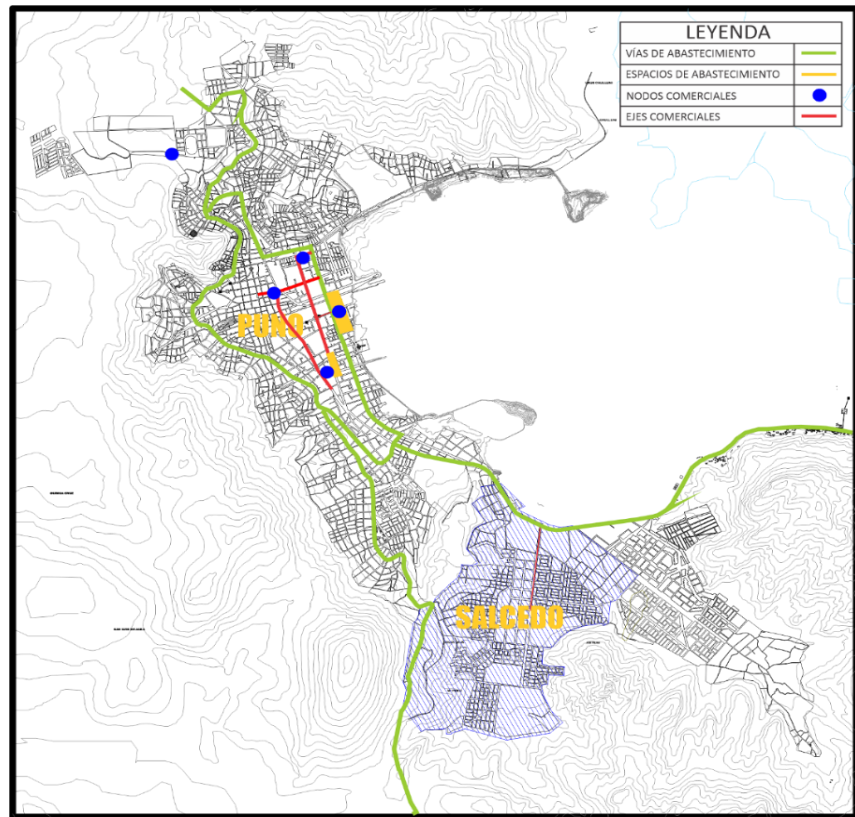 LEYENDA
VÍAS DE ABASTECIMIENTO
ESPACIOS DE ABASTECIMIENTO
NODOS COMERCIALES
EJES COMERCIALES
PUNO
SALCEDO